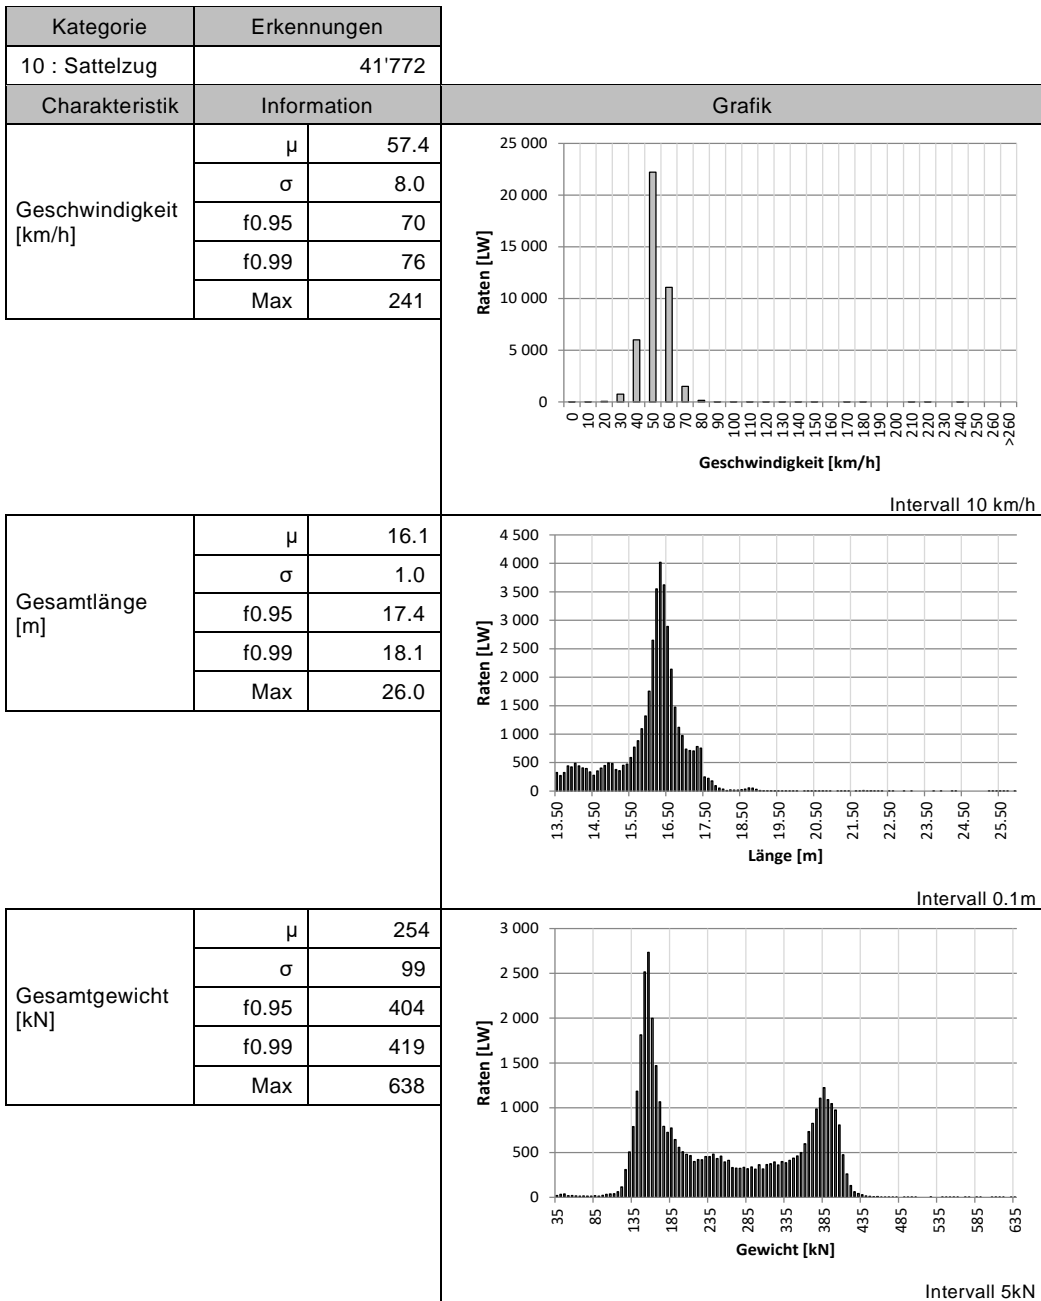 Kategorie Erkennungen
10 : Sattelzug 41'772
Charakteristik Information Grafik
Geschwindigkeit
[km/h]
µ 57.4
σ 8.0
f0.95 70
f0.99 76
Max 241
25 000
20 000
15 000
10 000
5 000
0
Raten [LW]
0 10 20 30 40 50 60 70 80 90 100 110 120 130 140 150 160 170 180 190 200 210 220 230 240 250 260 >260
Geschwindigkeit [km/h]
Intervall 10 km/h
Gesamtlänge
[m]
µ 16.1
σ 1.0
f0.95 17.4
f0.99 18.1
Max 26.0
4 500
4 000
3 500
3 000
2 500
2 000
1 500
1 000
500
0
Raten [LW]
13.50 14.50 15.50 16.50 17.50 18.50 19.50 20.50 21.50 22.50 23.50 24.50 25.50
Länge [m]
Intervall 0.1m
Gesamtgewicht
[kN]
µ 254
σ 99
f0.95 404
f0.99 419
Max 638
3 000
2 500
2 000
1 500
1 000
500
0
Raten [LW]
35 85 135 185 235 285 335 385 435 485 535 585 635
Gewicht [kN]
Intervall 5kN